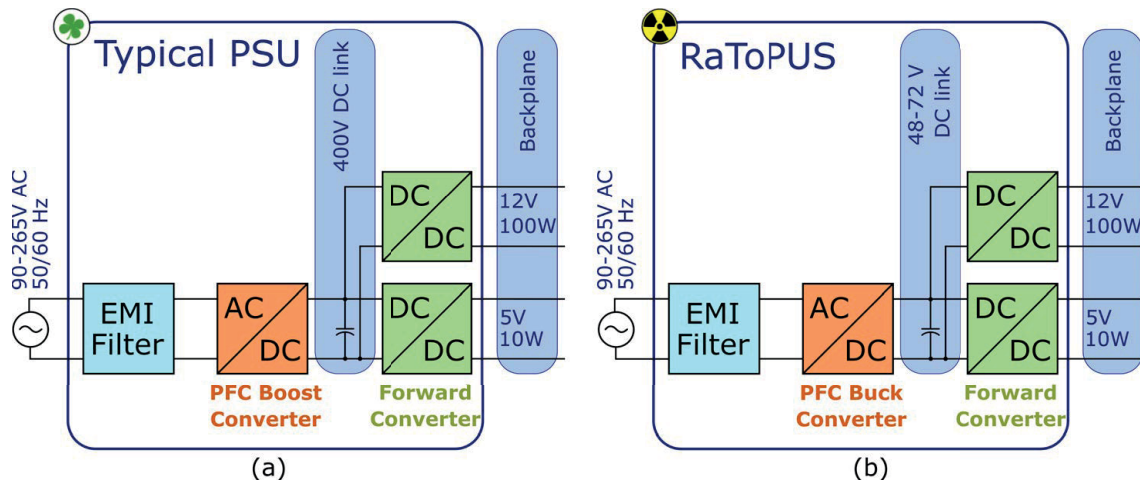 Typical PSU
400V DC link
Backplane
90-265V AC
50/60 Hz
DC
DC
12V
100W
EMI
Filter
AC
DC
DC
DC
5V
10W
PFC Boost
Converter
Forward
Converter
(a)
RaToPUS
48-72 V
DC link
Backplane
90-265V AC
50/60 Hz
DC
DC
12V
100W
EMI
Filter
AC
DC
DC
DC
5V
10W
PFC Buck
Converter
Forward
Converter
(b)